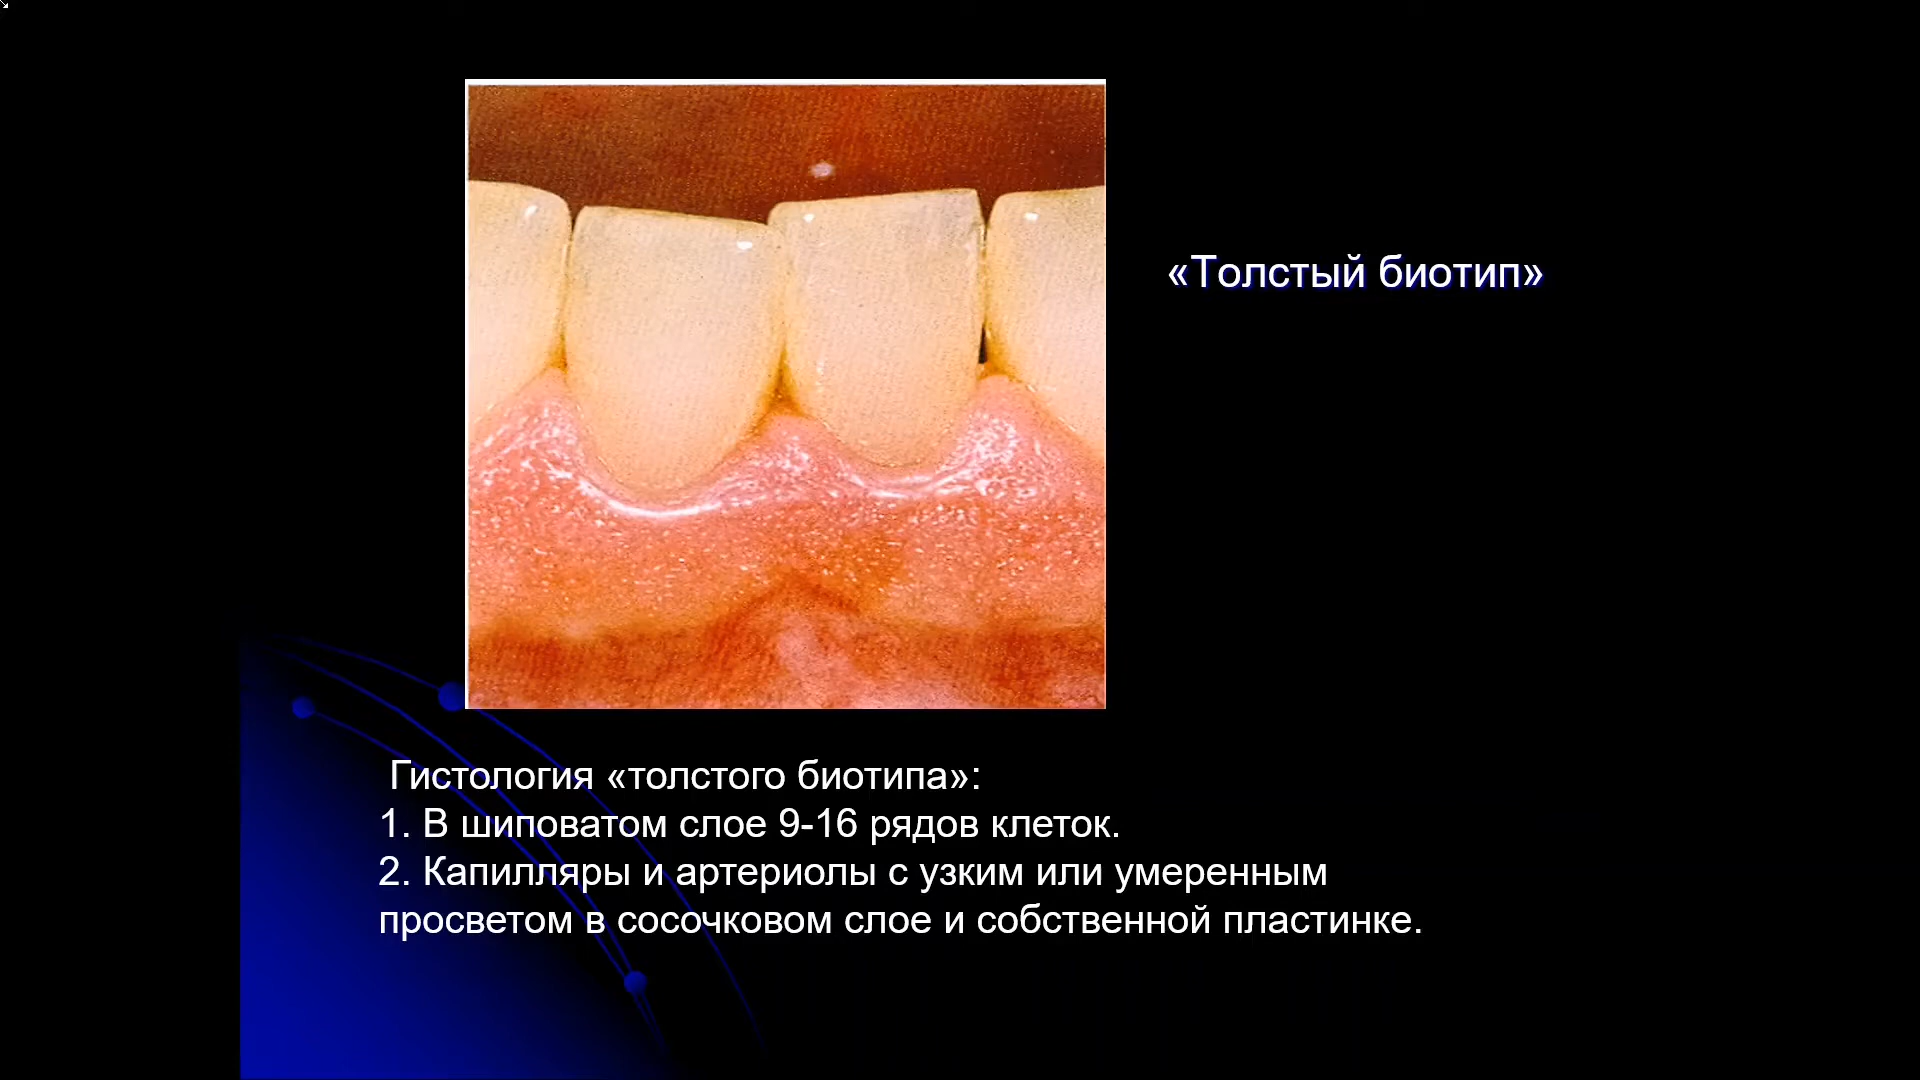 «Толстый биотип»
Гистология «толстого биотипа»:
1. В шиповатом слое 9-16 рядов клеток.
2. Капилляры и артериолы с узким или умеренным
просветом в сосочковом слое и собственной пластинке.